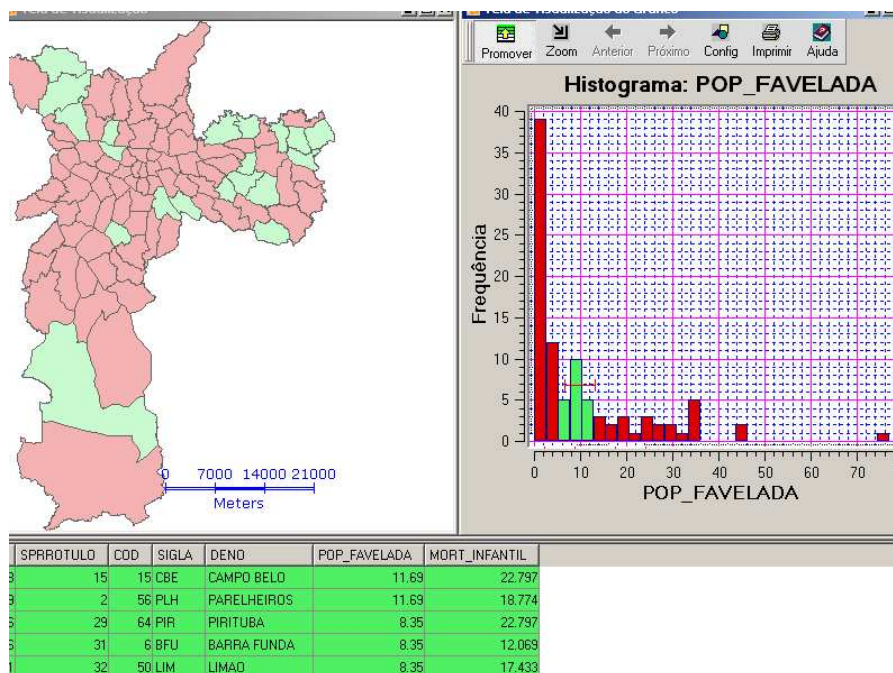 Promover Zoom Anterior Próximo Config Imprimir Ajuda
Histograma: POP_FAVELADA
Frequência
40
35
30
25
20
15
10
5
0
0 10 20 30 40 50 60 70
POP_FAVELADA
0 7000 14000 21000
Meters
SPRROTULO COD SIGLA DENO POP_FAVELADA MORT_INFANTIL
15 15 CBE CAMPO BELO 11.69 22.797
2 56 PLH PARELHEIROS 11.69 18.774
29 64 PIR PIRITUBA 8.35 22.797
31 6 BFU BARRA FUNDA 8.35 12.069
32 50 LIM LIMAO 8.35 17.433